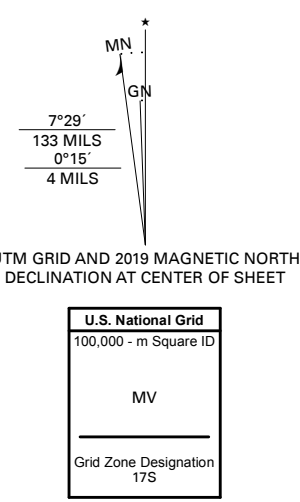 MN
GN
7°29´
133 MILS
0°15´
4 MILS
UTM GRID AND 2019 MAGNETIC NORTH
DECLINATION AT CENTER OF SHEET
U.S. National Grid
100,000 - m Square ID
MV
Grid Zone Designation
17S